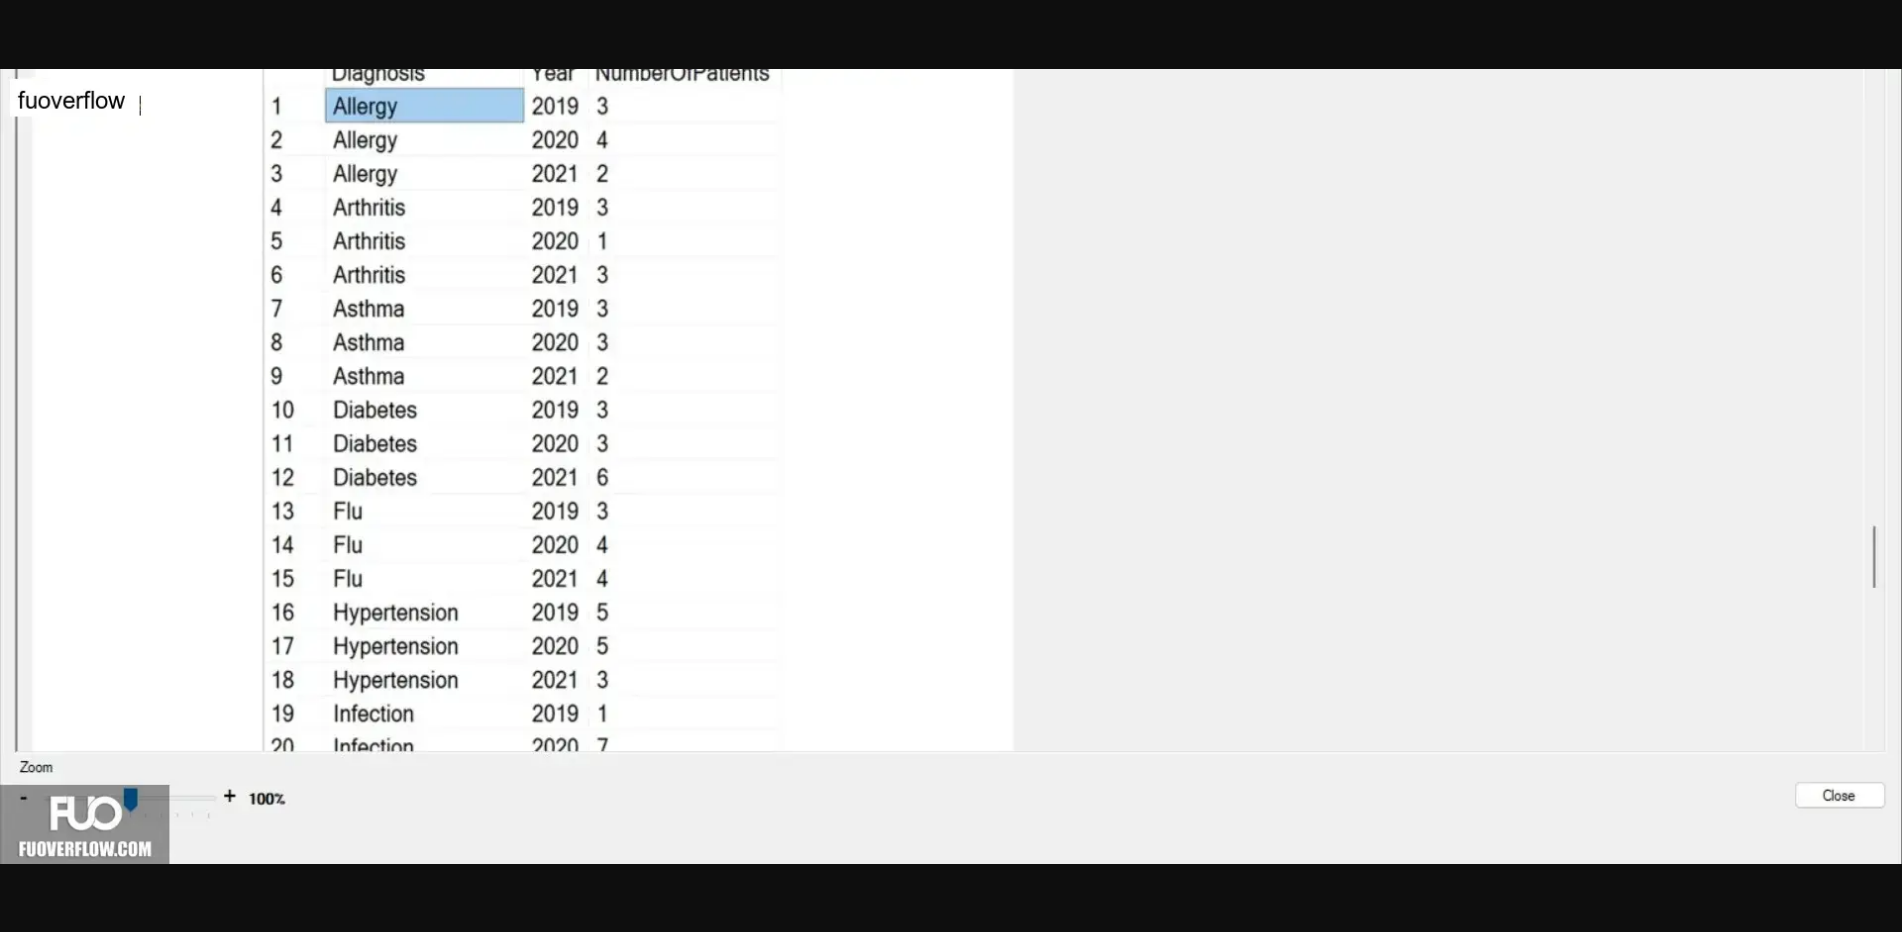 Diagnosis Year NumberOfPatients
fuoverflow
1 Allergy 2019 3
2 Allergy 2020 4
3 Allergy 2021 2
4 Arthritis 2019 3
5 Arthritis 2020 1
6 Arthritis 2021 3
7 Asthma 2019 3
8 Asthma 2020 3
9 Asthma 2021 2
10 Diabetes 2019 3
11 Diabetes 2020 3
12 Diabetes 2021 6
13 Flu 2019 3
14 Flu 2020 4
15 Flu 2021 4
16 Hypertension 2019 5
17 Hypertension 2020 5
18 Hypertension 2021 3
19 Infection 2019 1
20 Infection 2020 7
Zoom
- + 100%
Close
FUO
FUOVERFLOW.COM